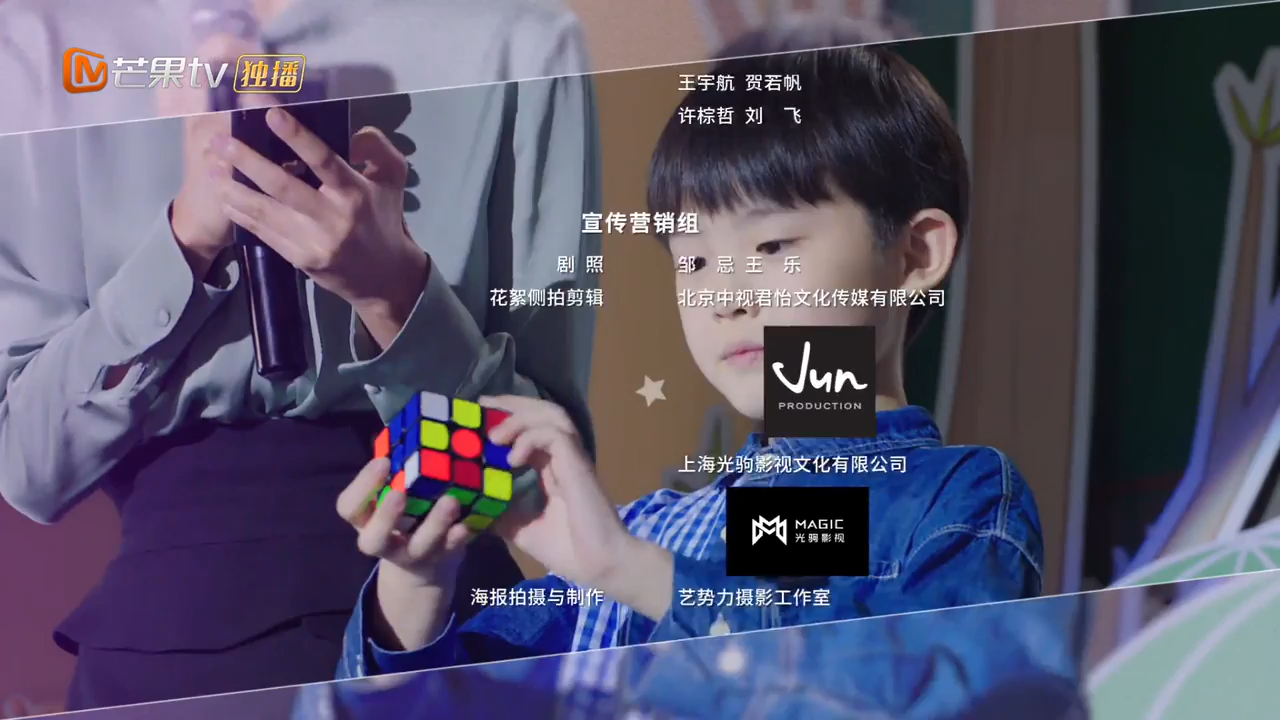 芒果tv 独播
王宇航 贺若帆
许棕哲 刘 飞
宣传营销组
剧 照 邹 忌 王 乐
花絮侧拍剪辑 北京中视君怡文化传媒有限公司
Jun
PRODUCTION
上海光驹影视文化有限公司
MAGIC
光驹影视
海报拍摄与制作 艺势力摄影工作室